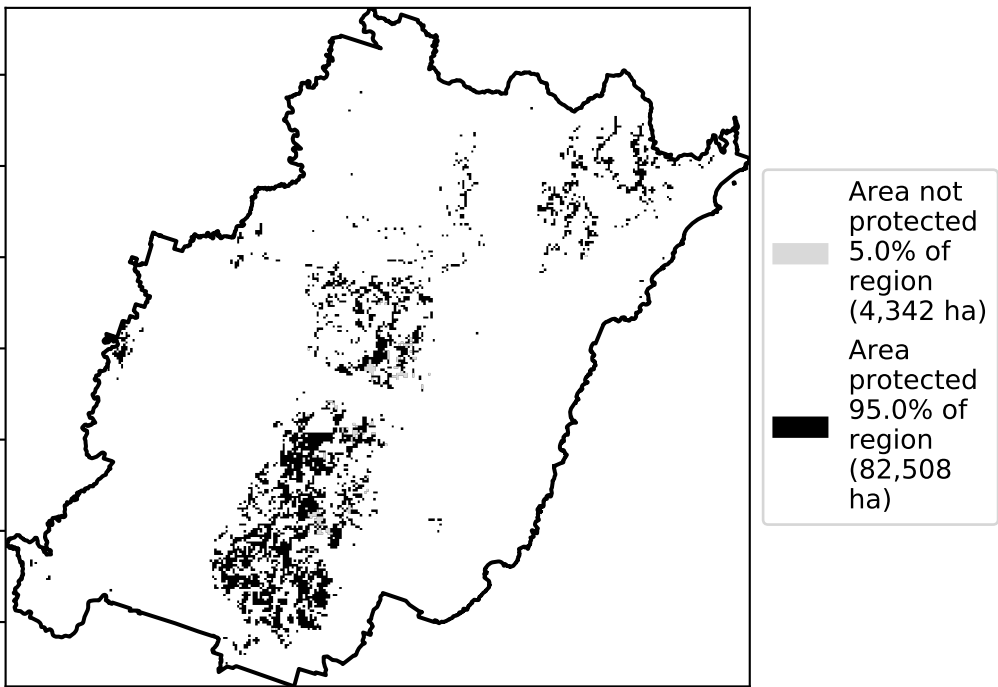 Area not
protected
5.0% of
region
(4,342 ha)
Area
protected
95.0% of
region
(82,508
ha)